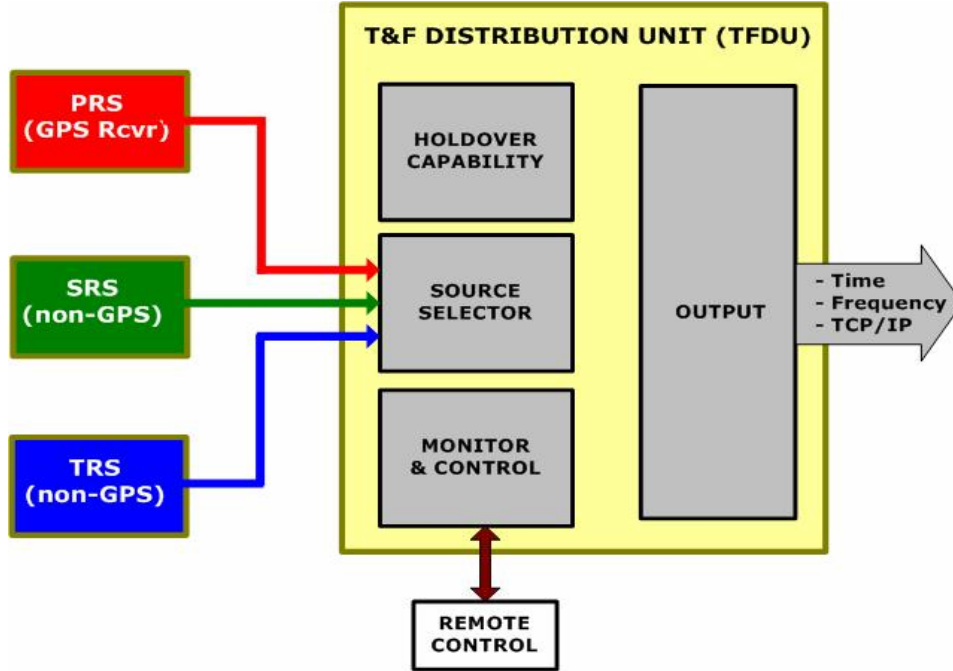 T&F DISTRIBUTION UNIT (TFDU)
PRS
(GPS Rcvr)
SRS
(non-GPS)
TRS
(non-GPS)
HOLDOVER
CAPABILITY
SOURCE
SELECTOR
MONITOR
& CONTROL
OUTPUT
- Time
- Frequency
- TCP/IP
REMOTE
CONTROL